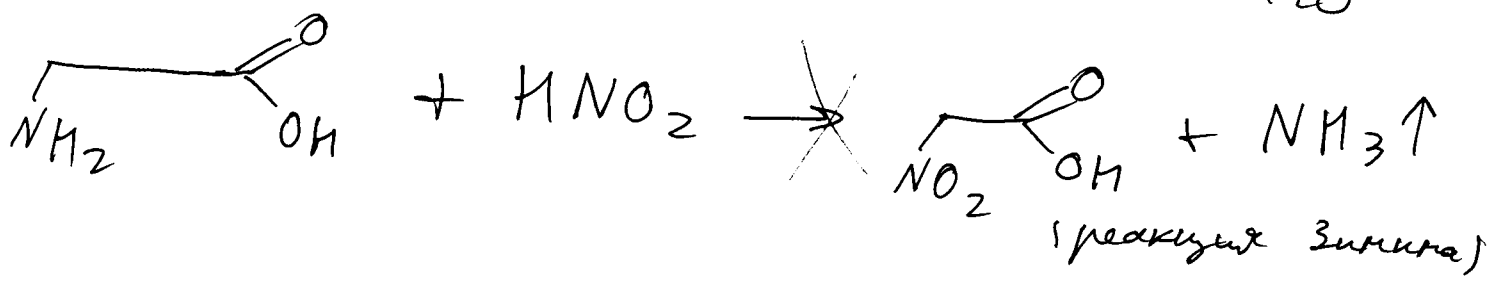 NH₂ O OH + HNO₂ → NO₂ O OH + NH₃↑
(реакция Зинина)